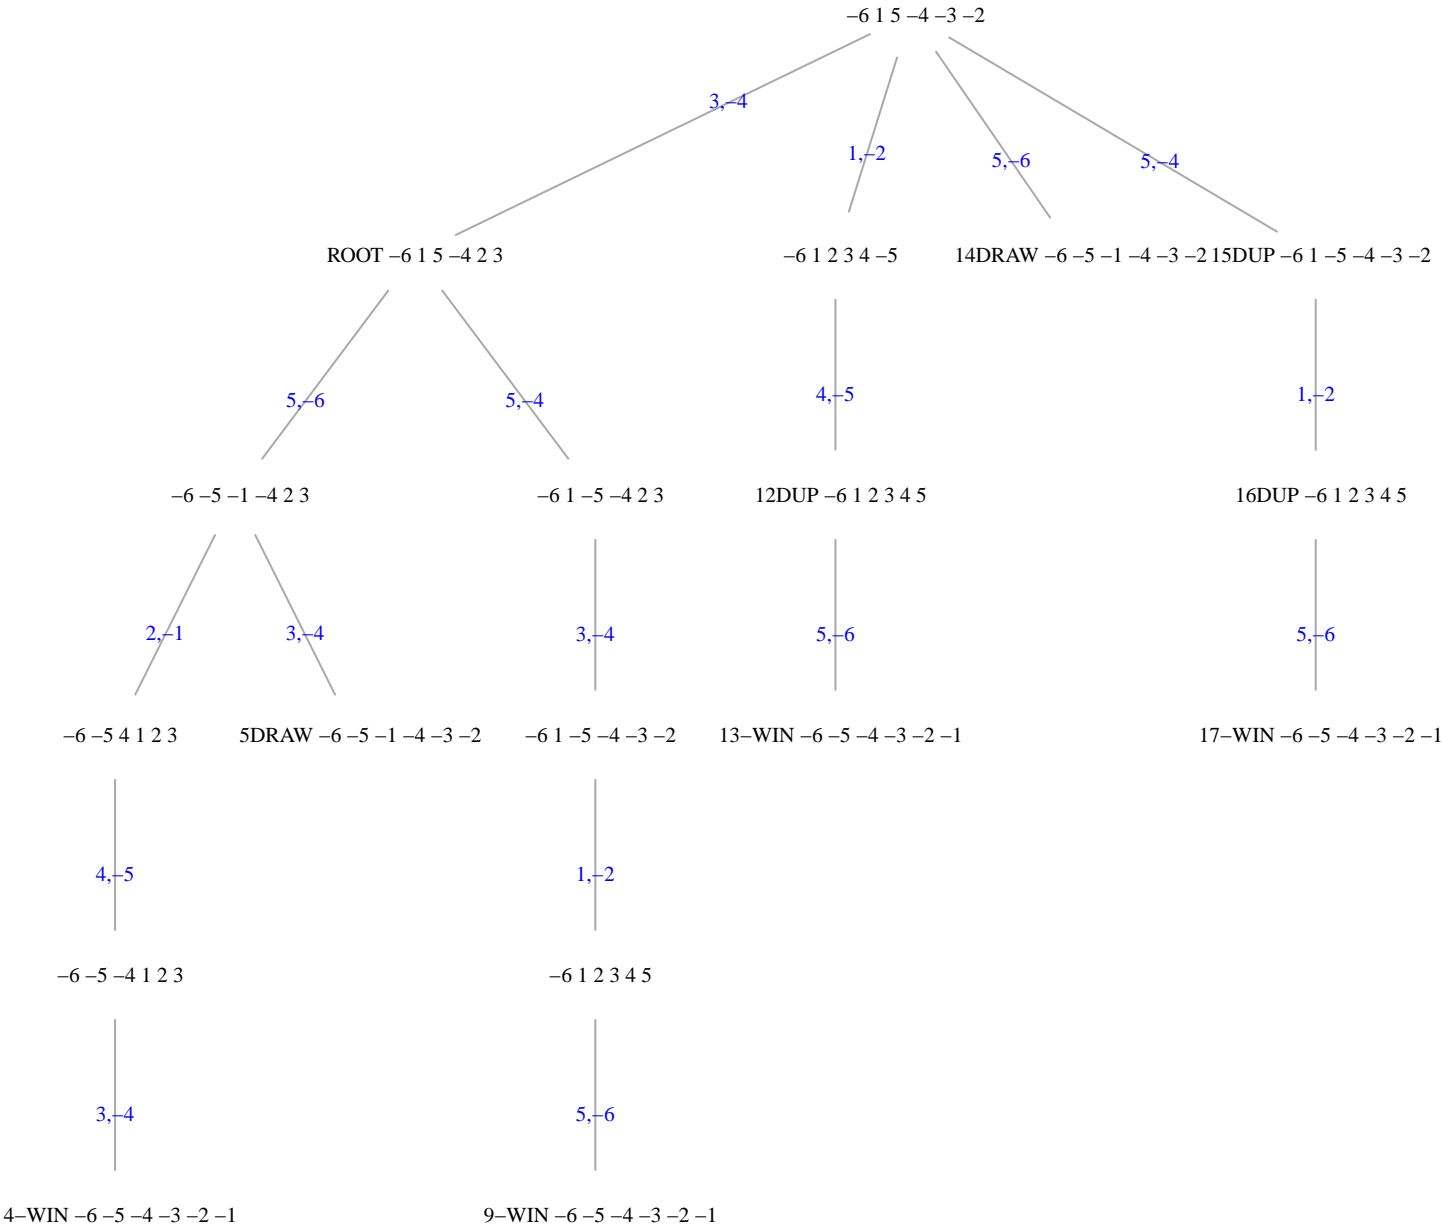 −6 1 5 −4 −3 −2
3,−4
1,−2
5,−6
5,−4
ROOT −6 1 5 −4 2 3
−6 1 2 3 4 −5
14DRAW −6 −5 −1 −4 −3 −2
15DUP −6 1 −5 −4 −3 −2
5,−6
5,−4
4,−5
1,−2
−6 −5 −1 −4 2 3
−6 1 −5 −4 2 3
12DUP −6 1 2 3 4 5
16DUP −6 1 2 3 4 5
2,−1
3,−4
3,−4
5,−6
5,−6
−6 −5 4 1 2 3
5DRAW −6 −5 −1 −4 −3 −2
−6 1 −5 −4 −3 −2
13−WIN −6 −5 −4 −3 −2 −1
17−WIN −6 −5 −4 −3 −2 −1
4,−5
1,−2
−6 −5 −4 1 2 3
−6 1 2 3 4 5
3,−4
5,−6
4−WIN −6 −5 −4 −3 −2 −1
9−WIN −6 −5 −4 −3 −2 −1